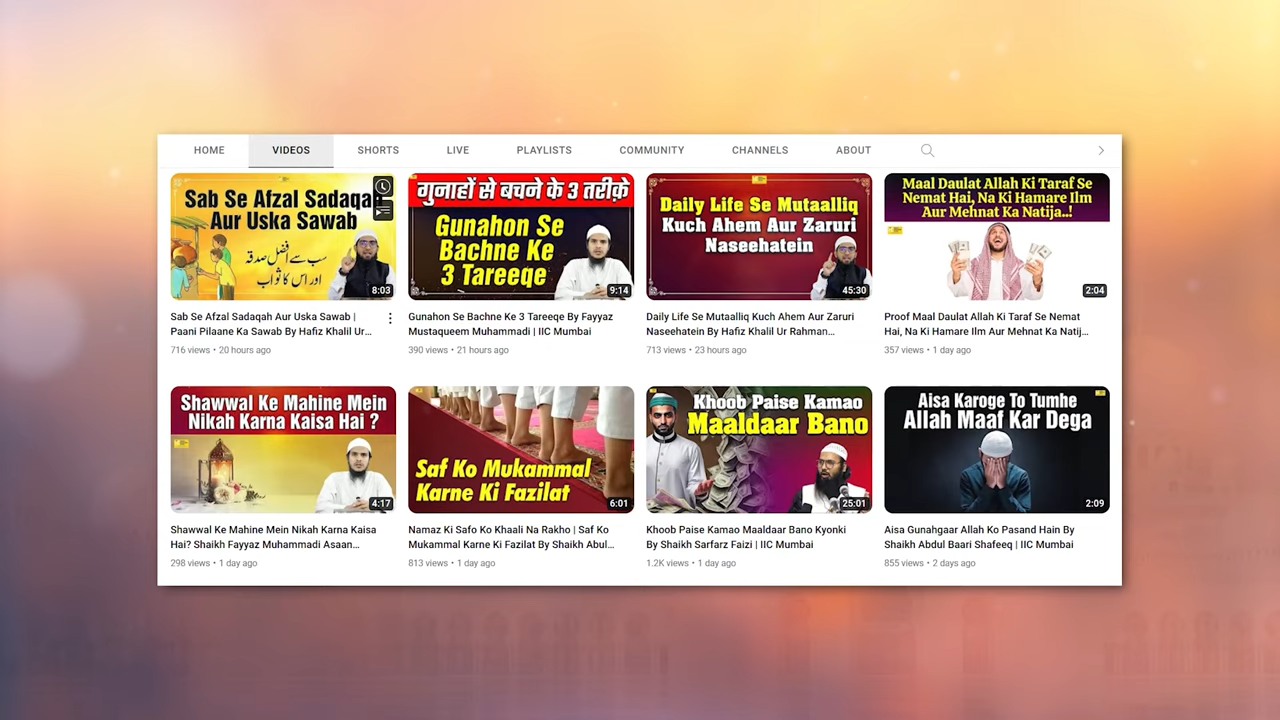 HOME VIDEOS SHORTS LIVE PLAYLISTS COMMUNITY CHANNELS ABOUT
Sab Se Afzal Sadaqah
Aur Uska Sawab
سب سے افضل صدقہ
اور اس کا ثواب
8:03
Sab Se Afzal Sadaqah Aur Uska Sawab |
Paani Pilaane Ka Sawab By Hafiz Khalil Ur...
716 views • 20 hours ago
गुनाहों से बचने के 3 तरीक़े
Gunahon Se
Bachne Ke
3 Tareeqe
9:14
Gunahon Se Bachne Ke 3 Tareeqe By Fayyaz
Mustaqueem Muhammadi | IIC Mumbai
390 views • 21 hours ago
Daily Life Se Mutaalliq
Kuch Ahem Aur Zaruri
Naseehatein
45:30
Daily Life Se Mutaalliq Kuch Ahem Aur Zaruri
Naseehatein By Hafiz Khalil Ur Rahman...
713 views • 23 hours ago
Maal Daulat Allah Ki Taraf Se
Nemat Hai, Na Ki Hamare Ilm
Aur Mehnat Ka Natija..!
2:04
Proof Maal Daulat Allah Ki Taraf Se Nemat
Hai, Na Ki Hamare Ilm Aur Mehnat Ka Natij...
357 views • 1 day ago
Shawwal Ke Mahine Mein
Nikah Karna Kaisa Hai ?
4:17
Shawwal Ke Mahine Mein Nikah Karna Kaisa
Hai? Shaikh Fayyaz Muhammadi Asaan...
298 views • 1 day ago
Saf Ko Mukammal
Karne Ki Fazilat
6:01
Namaz Ki Safo Ko Khaali Na Rakho | Saf Ko
Mukammal Karne Ki Fazilat By Shaikh Abul...
813 views • 1 day ago
Khoob Paise Kamao
Maaldaar Bano
25:01
Khoob Paise Kamao Maaldaar Bano Kyonki
By Shaikh Sarfarz Faizi | IIC Mumbai
1.2K views • 1 day ago
Aisa Karoge To Tumhe
Allah Maaf Kar Dega
2:09
Aisa Gunahgaar Allah Ko Pasand Hain By
Shaikh Abdul Baari Shafeeq | IIC Mumbai
855 views • 2 days ago